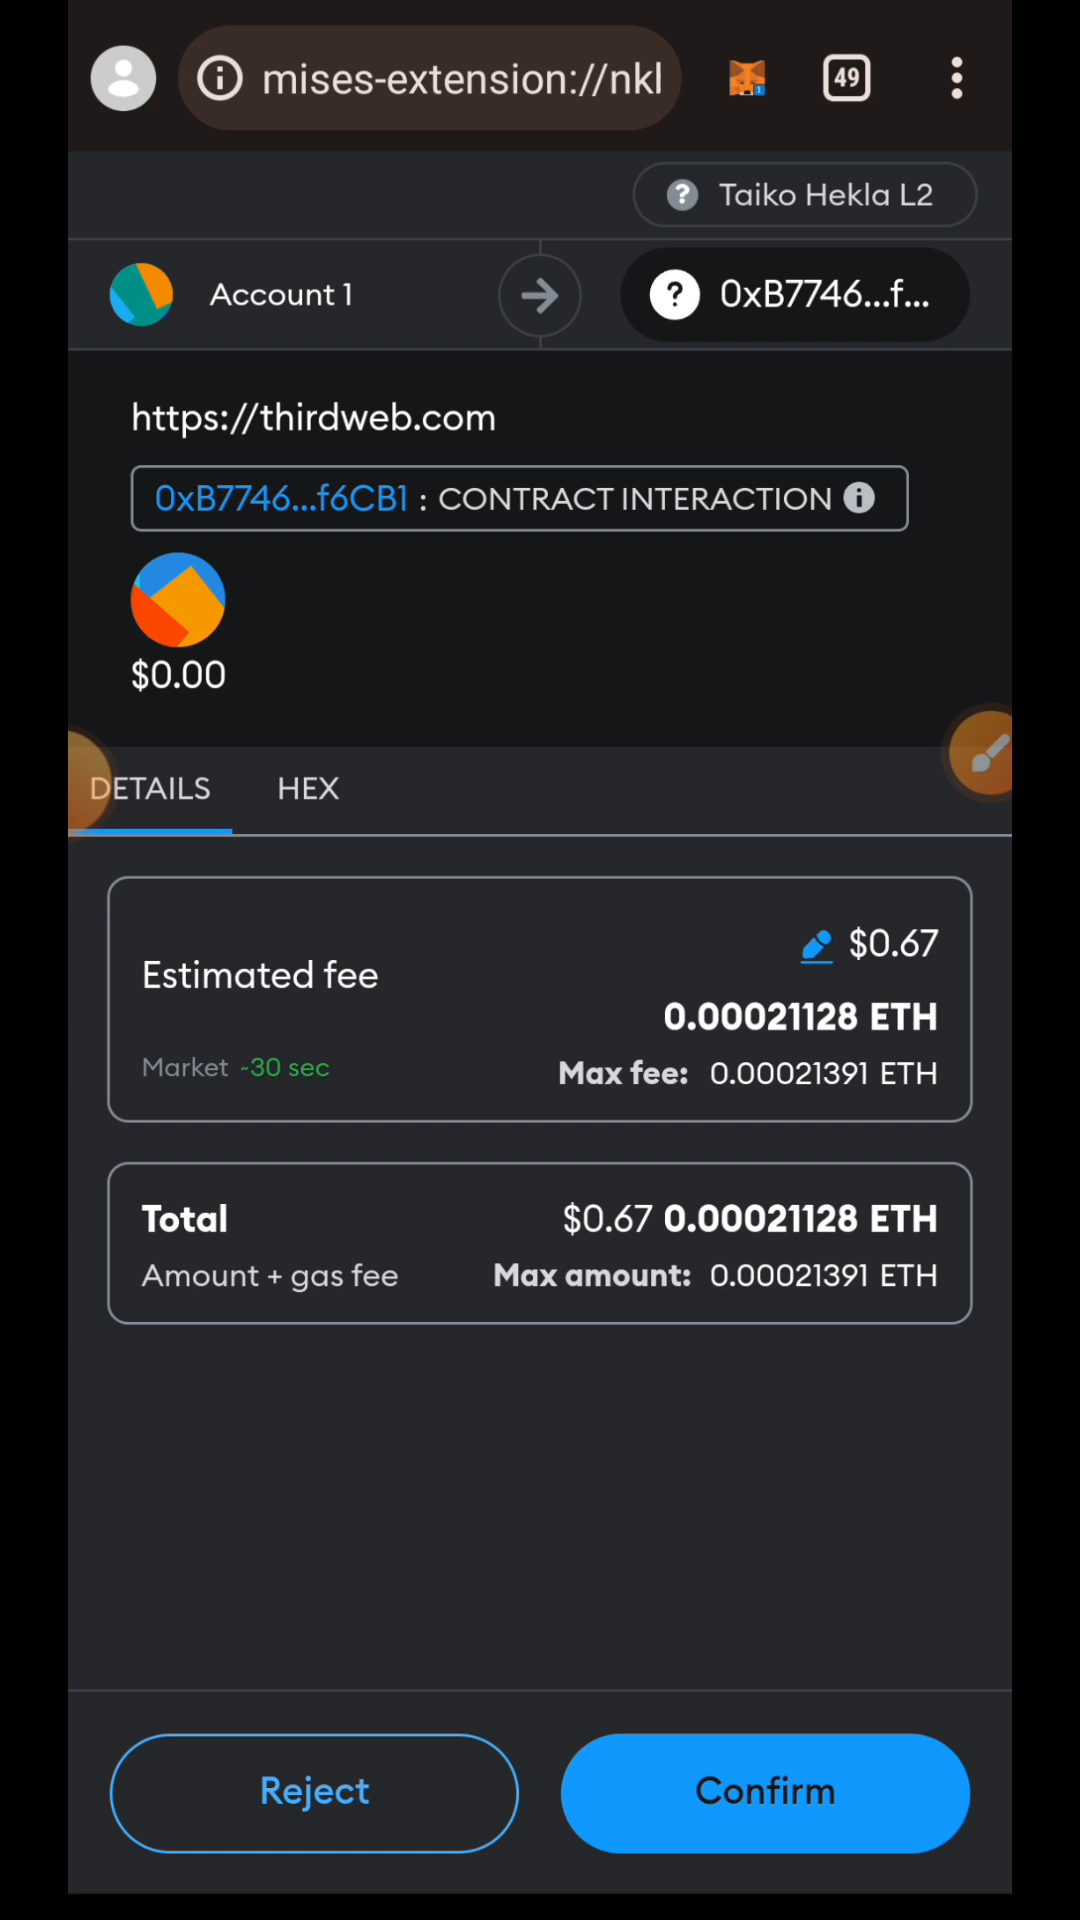 mises-extension://nkl
49
Taiko Hekla L2
Account 1
0xB7746...f...
https://thirdweb.com
0xB7746...f6CB1 : CONTRACT INTERACTION
$0.00
DETAILS
HEX
$0.67
Estimated fee
0.00021128 ETH
Market ~30 sec
Max fee: 0.00021391 ETH
Total
$0.67 0.00021128 ETH
Amount + gas fee
Max amount: 0.00021391 ETH
Reject
Confirm